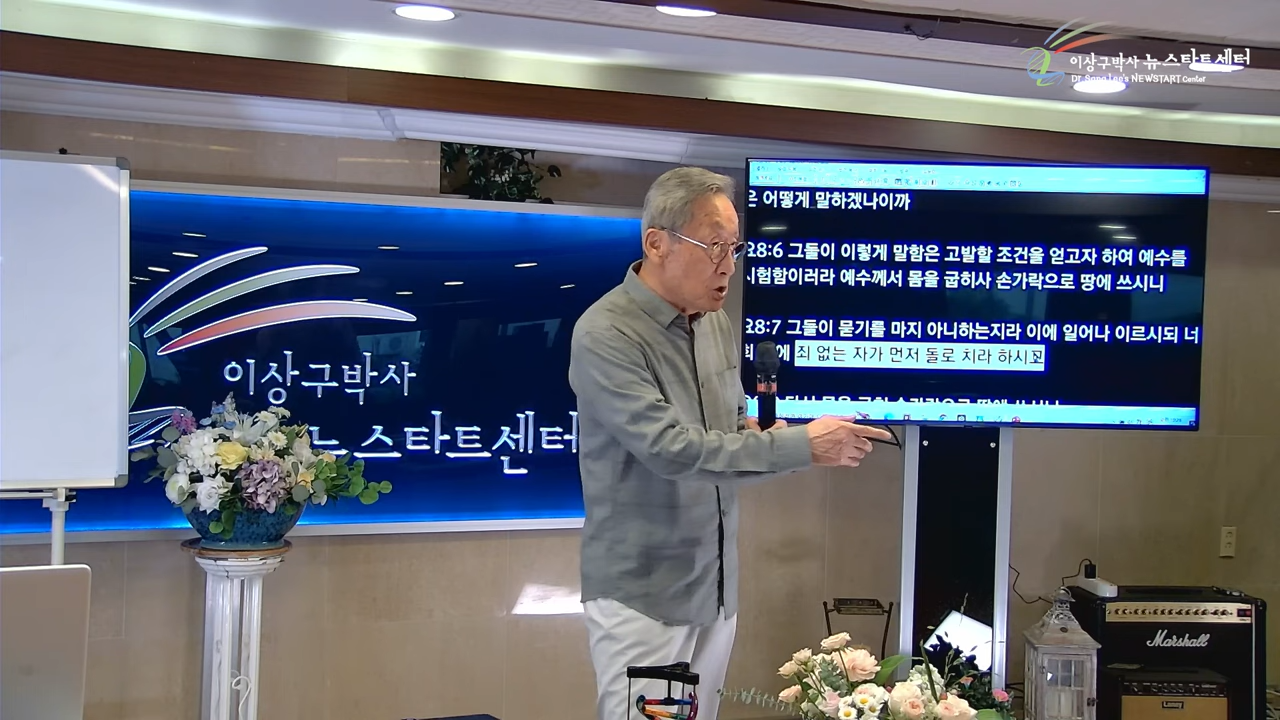 이상구박사 뉴스타트센터
Dr. Sang Lee's NEWSTART Center
은 어떻게 말하겠나이까
28:6 그들이 이렇게 말함은 고발할 조건을 얻고자 하여 예수를
시험함이러라 예수께서 몸을 굽히사 손가락으로 땅에 쓰시니
28:7 그들이 묻기를 마지 아니하는지라 이에 일어나 이르시되 너
죄 없는 자가 먼저 돌로 치라 하시고
이상구박사
뉴스타트센터
Marshall
Laney